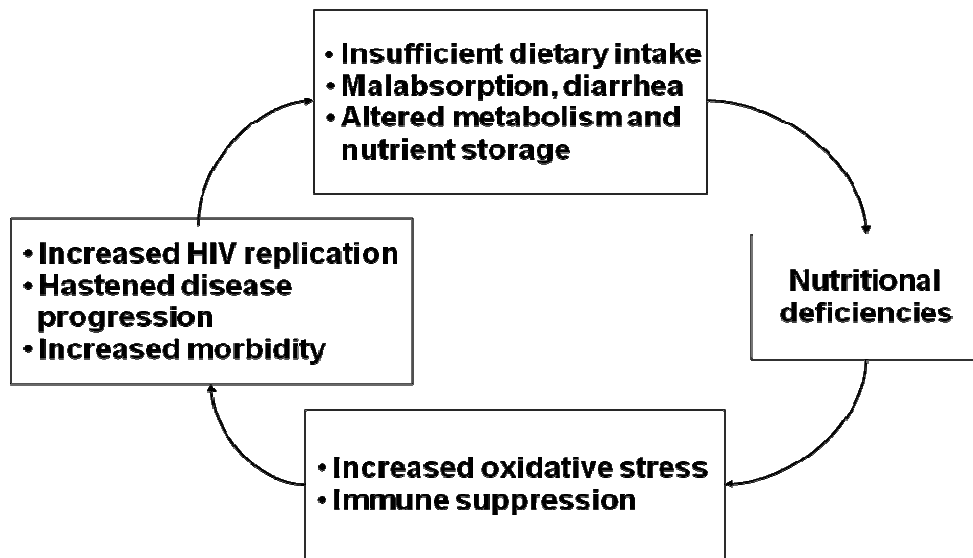 • Insufficient dietary intake
• Malabsorption, diarrhea
• Altered metabolism and
nutrient storage
• Increased HIV replication
• Hastened disease
progression
• Increased morbidity
Nutritional
deficiencies
• Increased oxidative stress
• Immune suppression